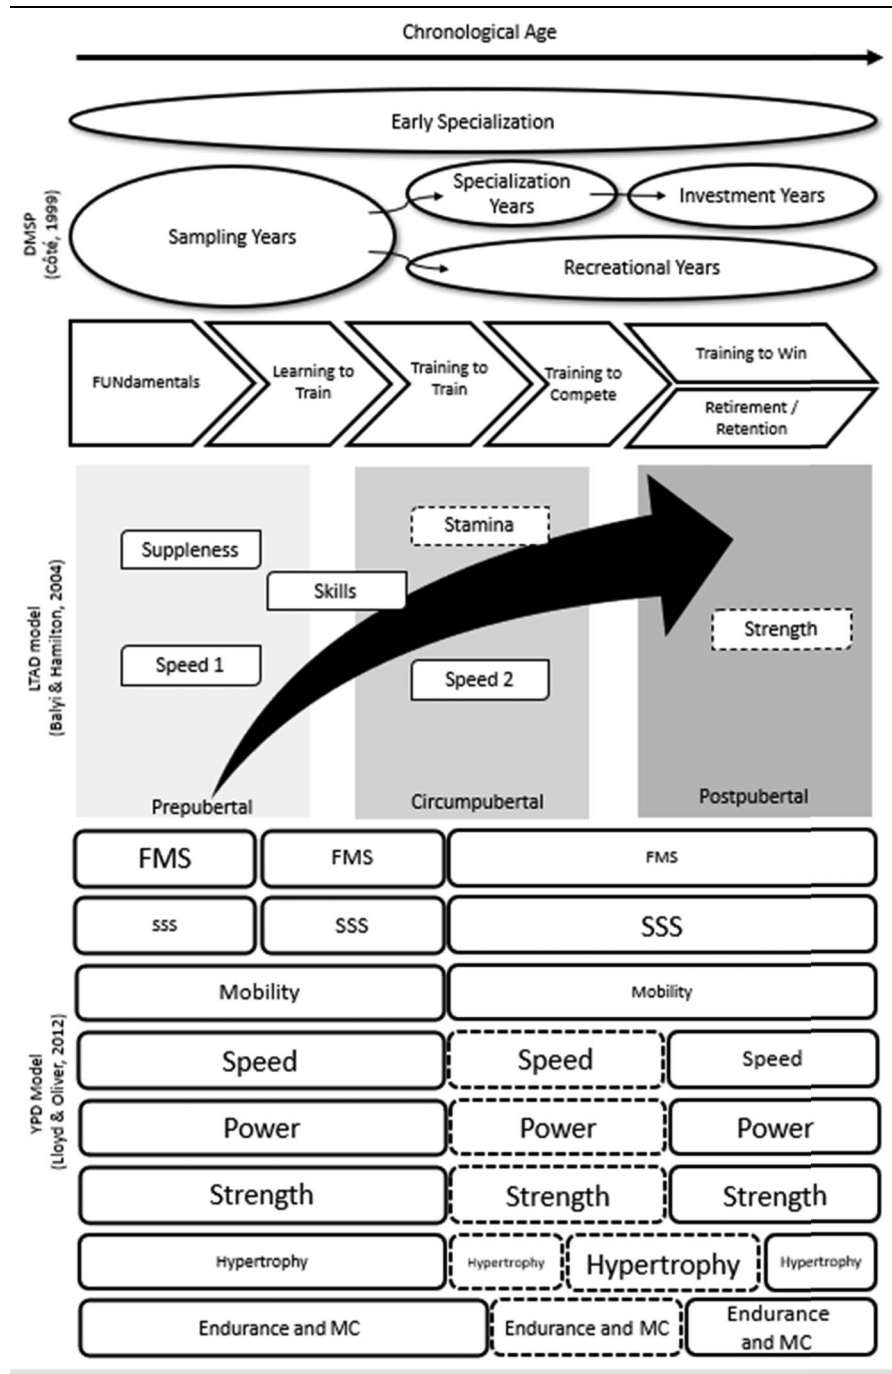 Chronological Age
Early Specialization
DMSP
(Côté, 1999)
Sampling Years
Specialization
Years
Investment Years
Recreational Years
FUNdamentals
Learning to
Train
Training to
Train
Training to
Compete
Training to Win
Retirement /
Retention
LTAD model
(Balyi & Hamilton, 2004)
Suppleness
Stamina
Skills
Strength
Speed 1
Speed 2
Prepubertal
Circumpubertal
Postpubertal
YPD Model
(Lloyd & Oliver, 2012)
FMS
FMS
FMS
sss
SSS
SSS
Mobility
Mobility
Speed
Speed
Speed
Power
Power
Power
Strength
Strength
Strength
Hypertrophy
Hypertrophy
Hypertrophy
Hypertrophy
Endurance and MC
Endurance and MC
Endurance
and MC